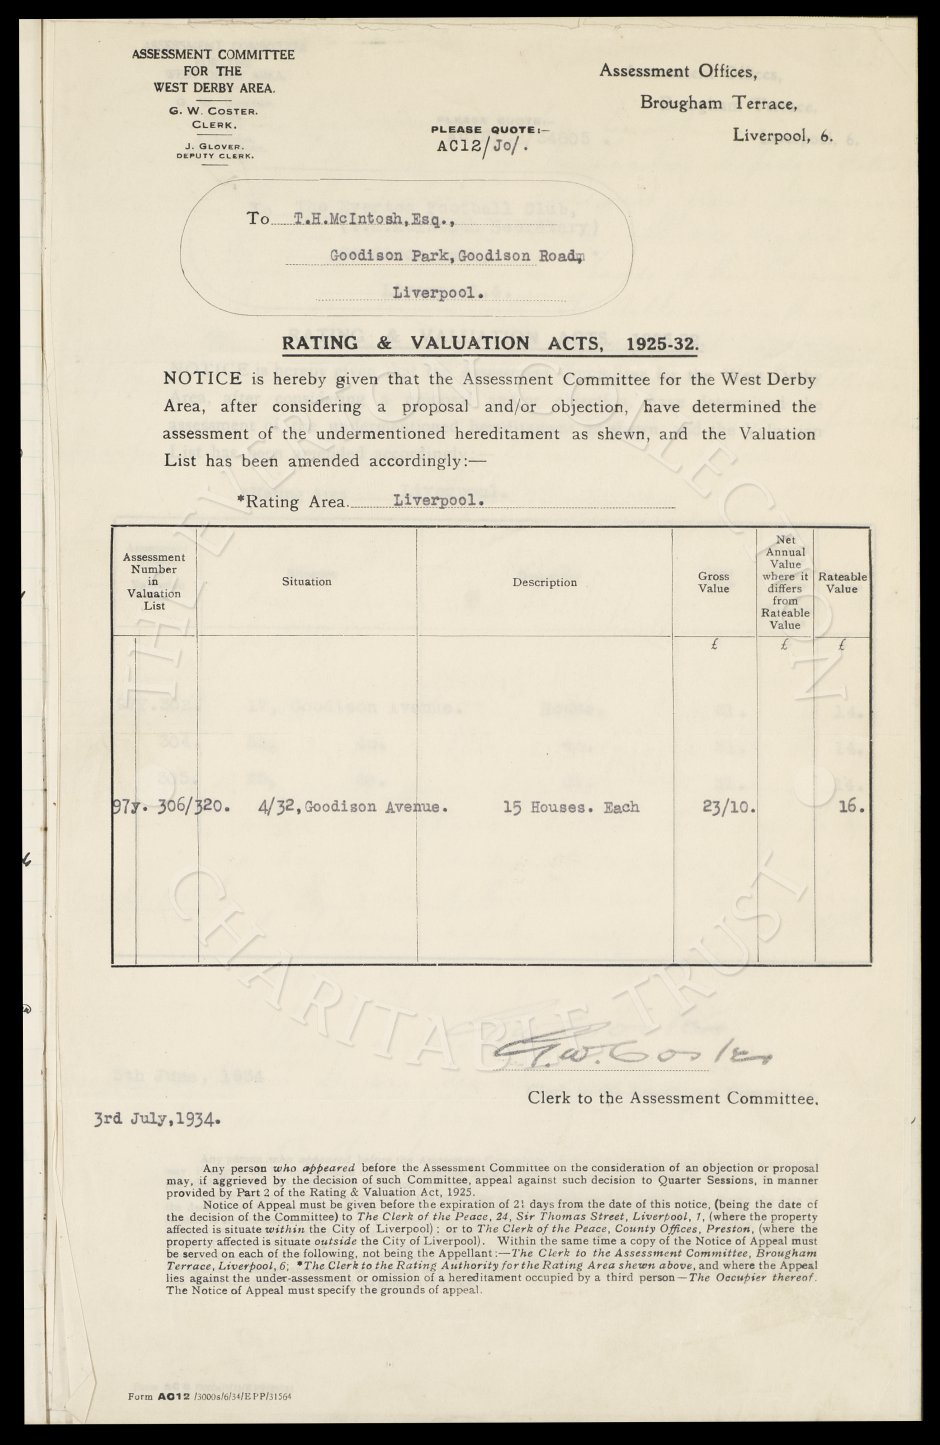 ASSESSMENT COMMITTEE
FOR THE
WEST DERBY AREA.
G. W. COSTER.
CLERK.
J. GLOVER.
DEPUTY CLERK.
PLEASE QUOTE:-
AC12/Jo/.
Assessment Offices,
Brougham Terrace,
Liverpool, 6.
To T.H.McIntosh,Esq.,
Goodison Park,Goodison Road,
Liverpool.
RATING & VALUATION ACTS, 1925-32.
NOTICE is hereby given that the Assessment Committee for the West Derby
Area, after considering a proposal and/or objection, have determined the
assessment of the undermentioned hereditament as shewn, and the Valuation
List has been amended accordingly:—
*Rating Area Liverpool.
Assessment Number in Valuation List
Situation
Description
Gross Value
Net Annual Value where it differs from Rateable Value
Rateable Value
£ £ £
97y. 306/320. 4/32,Goodison Avenue. 15 Houses. Each 23/10. 16.
G.W. Coster
Clerk to the Assessment Committee.
3rd July,1934.
Any person who appeared before the Assessment Committee on the consideration of an objection or proposal
may, if aggrieved by the decision of such Committee, appeal against such decision to Quarter Sessions, in manner
provided by Part 2 of the Rating & Valuation Act, 1925.
Notice of Appeal must be given before the expiration of 21 days from the date of this notice, (being the date of
the decision of the Committee) to The Clerk of the Peace, 24, Sir Thomas Street, Liverpool, 1, (where the property
affected is situate within the City of Liverpool) ; or to The Clerk of the Peace, County Offices, Preston, (where the
property affected is situate outside the City of Liverpool). Within the same time a copy of the Notice of Appeal must
be served on each of the following, not being the Appellant:—The Clerk to the Assessment Committee, Brougham
Terrace, Liverpool, 6; *The Clerk to the Rating Authority for the Rating Area shewn above, and where the Appeal
lies against the under-assessment or omission of a hereditament occupied by a third person—The Occupier thereof.
The Notice of Appeal must specify the grounds of appeal.
Form AC12 /3000s/6/34/EPP/31564
THE EVERTON COLLECTION
CHARITABLE TRUST